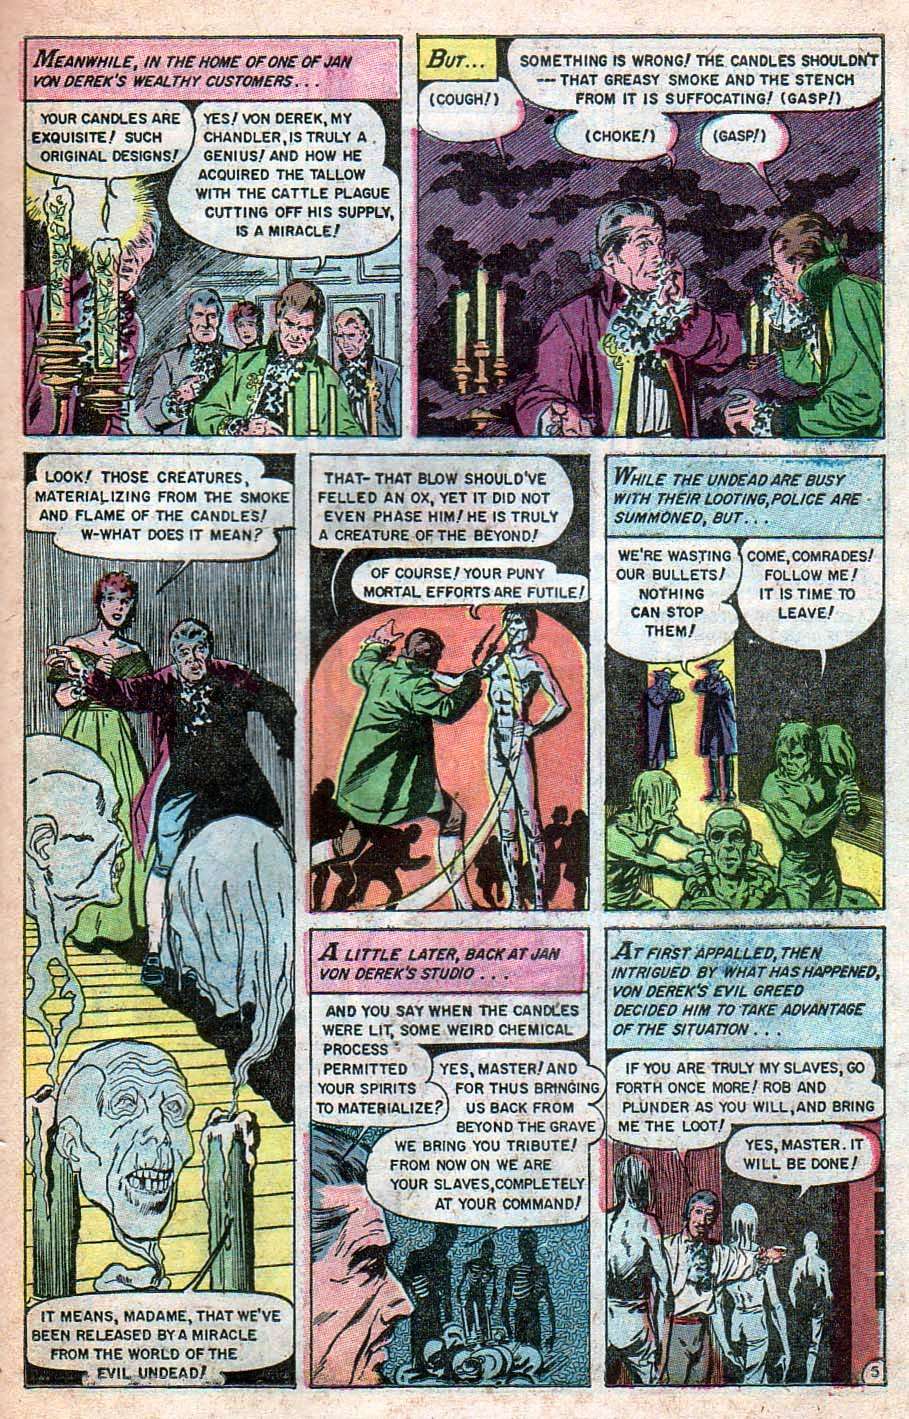 MEANWHILE, IN THE HOME OF ONE OF JAN
VON DEREK'S WEALTHY CUSTOMERS...
YOUR CANDLES ARE
EXQUISITE! SUCH
ORIGINAL DESIGNS!
YES! VON DEREK, MY
CHANDLER, IS TRULY A
GENIUS! AND HOW HE
ACQUIRED THE TALLOW
WITH THE CATTLE PLAGUE
CUTTING OFF HIS SUPPLY,
IS A MIRACLE!
BUT...
(COUGH!)
SOMETHING IS WRONG! THE CANDLES SHOULDN'T
-- THAT GREASY SMOKE AND THE STENCH
FROM IT IS SUFFOCATING! (GASP!)
(CHOKE!)
(GASP!)
LOOK! THOSE CREATURES,
MATERIALIZING FROM THE SMOKE
AND FLAME OF THE CANDLES!
W-WHAT DOES IT MEAN?
IT MEANS, MADAME, THAT WE'VE
BEEN RELEASED BY A MIRACLE
FROM THE WORLD OF THE
EVIL UNDEAD!
THAT- THAT BLOW SHOULD'VE
FELLED AN OX, YET IT DID NOT
EVEN PHASE HIM! HE IS TRULY
A CREATURE OF THE BEYOND!
OF COURSE! YOUR PUNY
MORTAL EFFORTS ARE FUTILE!
WHILE THE UNDEAD ARE BUSY
WITH THEIR LOOTING, POLICE ARE
SUMMONED, BUT...
WE'RE WASTING
OUR BULLETS!
NOTHING
CAN STOP
THEM!
COME, COMRADES!
FOLLOW ME!
IT IS TIME TO
LEAVE!
A LITTLE LATER, BACK AT JAN
VON DEREK'S STUDIO...
AND YOU SAY WHEN THE CANDLES
WERE LIT, SOME WEIRD CHEMICAL
PROCESS
PERMITTED
YOUR SPIRITS
TO MATERIALIZE?
YES, MASTER! AND
FOR THUS BRINGING
US BACK FROM
BEYOND THE GRAVE
WE BRING YOU TRIBUTE!
FROM NOW ON WE ARE
YOUR SLAVES, COMPLETELY
AT YOUR COMMAND!
AT FIRST APPALLED, THEN
INTRIGUED BY WHAT HAS HAPPENED,
VON DEREK'S EVIL GREED
DECIDED HIM TO TAKE ADVANTAGE
OF THE SITUATION...
IF YOU ARE TRULY MY SLAVES, GO
FORTH ONCE MORE! ROB AND
PLUNDER AS YOU WILL, AND BRING
ME THE LOOT!
YES, MASTER. IT
WILL BE DONE!
5